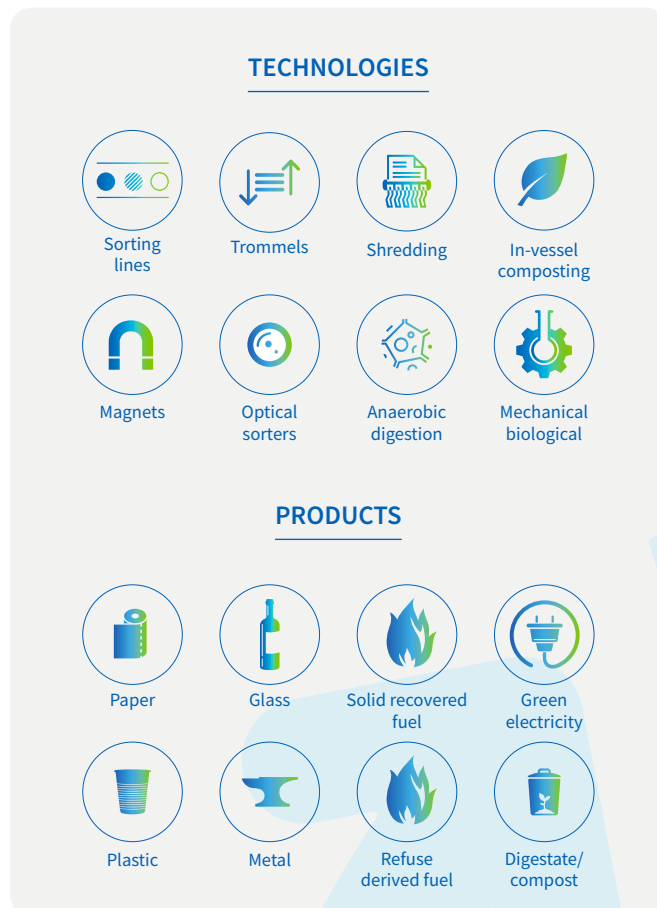 TECHNOLOGIES
Sorting
lines
Trommels
Shredding
In-vessel
composting
Magnets
Optical
sorters
Anaerobic
digestion
Mechanical
biological
PRODUCTS
Paper
Glass
Solid recovered
fuel
Green
electricity
Plastic
Metal
Refuse
derived fuel
Digestate/
compost